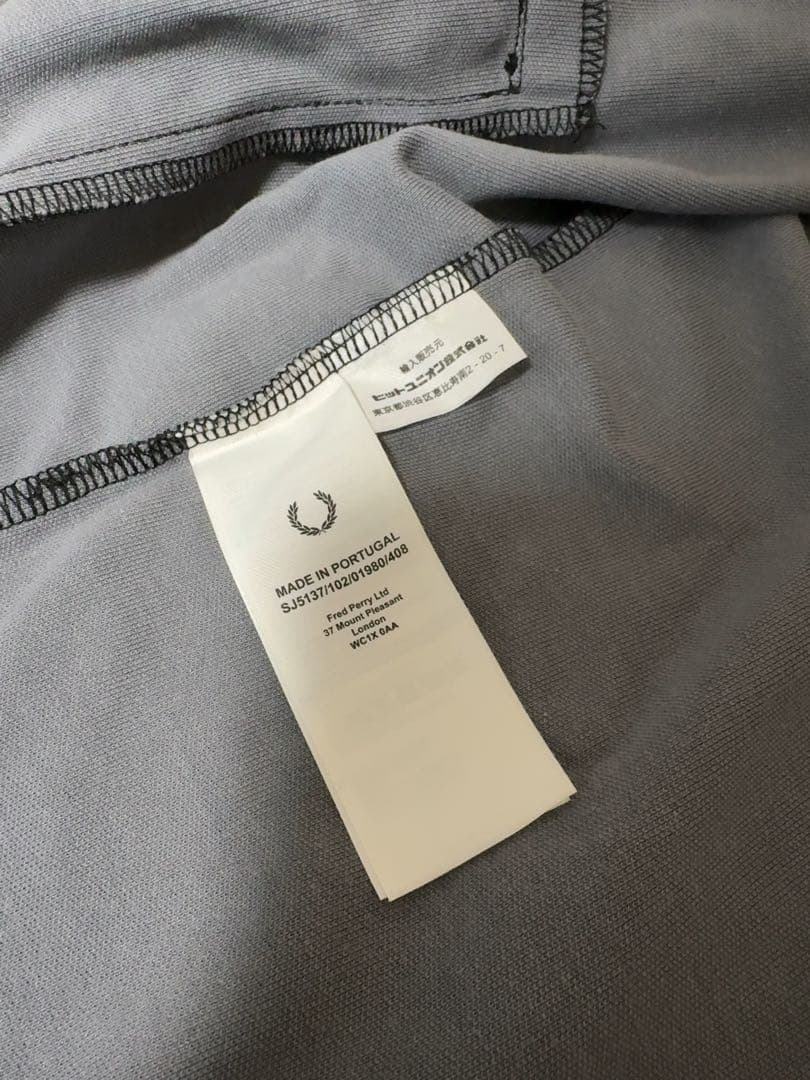 輸入販売元
ヒットユニオン株式会社
東京都渋谷区恵比寿南2-20-7
MADE IN PORTUGAL
SJ5137/102/01980/408
Fred Perry Ltd
37 Mount Pleasant
London
WC1X 0AA